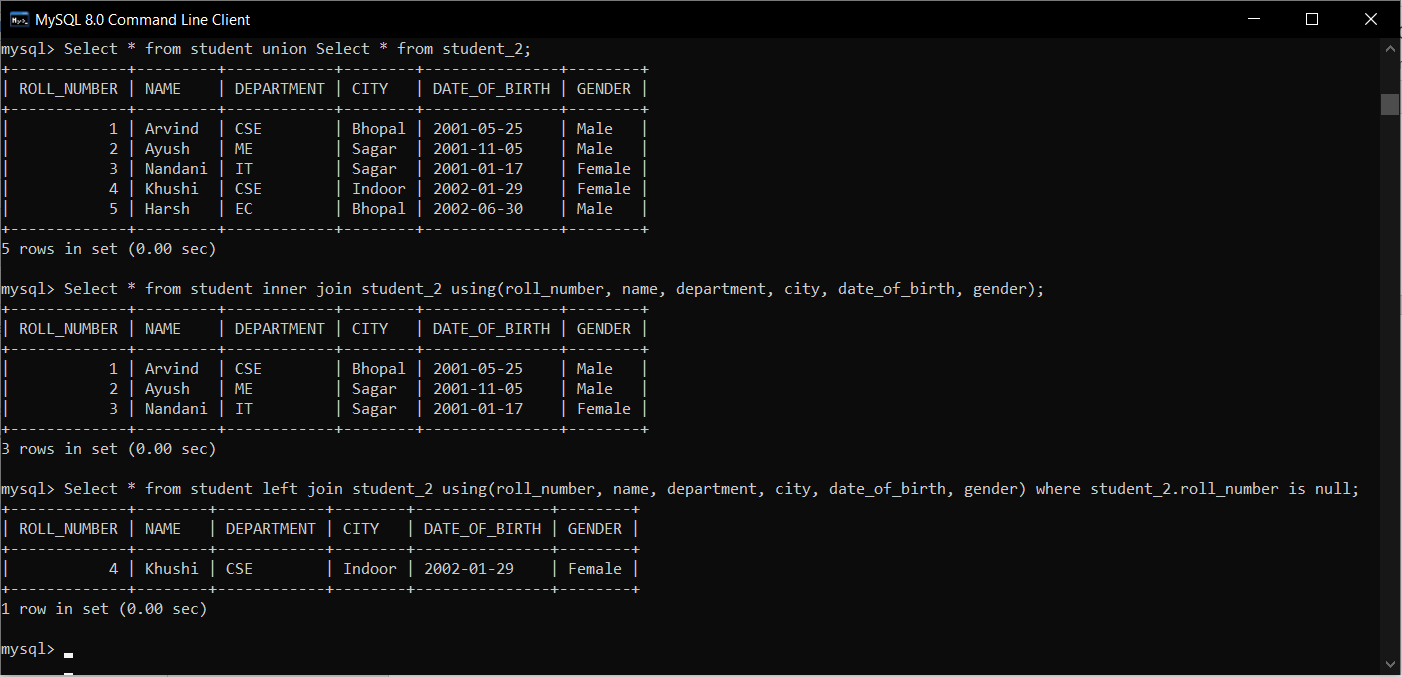 MySQL 8.0 Command Line Client
mysql> Select * from student union Select * from student_2;
+-------------+---------+------------+--------+---------------+--------+
| ROLL_NUMBER | NAME    | DEPARTMENT | CITY   | DATE_OF_BIRTH | GENDER |
+-------------+---------+------------+--------+---------------+--------+
|           1 | Arvind  | CSE        | Bhopal | 2001-05-25    | Male   |
|           2 | Ayush   | ME         | Sagar  | 2001-11-05    | Male   |
|           3 | Nandani | IT         | Sagar  | 2001-01-17    | Female |
|           4 | Khushi  | CSE        | Indoor | 2002-01-29    | Female |
|           5 | Harsh   | EC         | Bhopal | 2002-06-30    | Male   |
+-------------+---------+------------+--------+---------------+--------+
5 rows in set (0.00 sec)
mysql> Select * from student inner join student_2 using(roll_number, name, department, city, date_of_birth, gender);
+-------------+---------+------------+--------+---------------+--------+
| ROLL_NUMBER | NAME    | DEPARTMENT | CITY   | DATE_OF_BIRTH | GENDER |
+-------------+---------+------------+--------+---------------+--------+
|           1 | Arvind  | CSE        | Bhopal | 2001-05-25    | Male   |
|           2 | Ayush   | ME         | Sagar  | 2001-11-05    | Male   |
|           3 | Nandani | IT         | Sagar  | 2001-01-17    | Female |
+-------------+---------+------------+--------+---------------+--------+
3 rows in set (0.00 sec)
mysql> Select * from student left join student_2 using(roll_number, name, department, city, date_of_birth, gender) where student_2.roll_number is null;
+-------------+--------+------------+--------+---------------+--------+
| ROLL_NUMBER | NAME   | DEPARTMENT | CITY   | DATE_OF_BIRTH | GENDER |
+-------------+--------+------------+--------+---------------+--------+
|           4 | Khushi | CSE        | Indoor | 2002-01-29    | Female |
+-------------+--------+------------+--------+---------------+--------+
1 row in set (0.00 sec)
mysql>